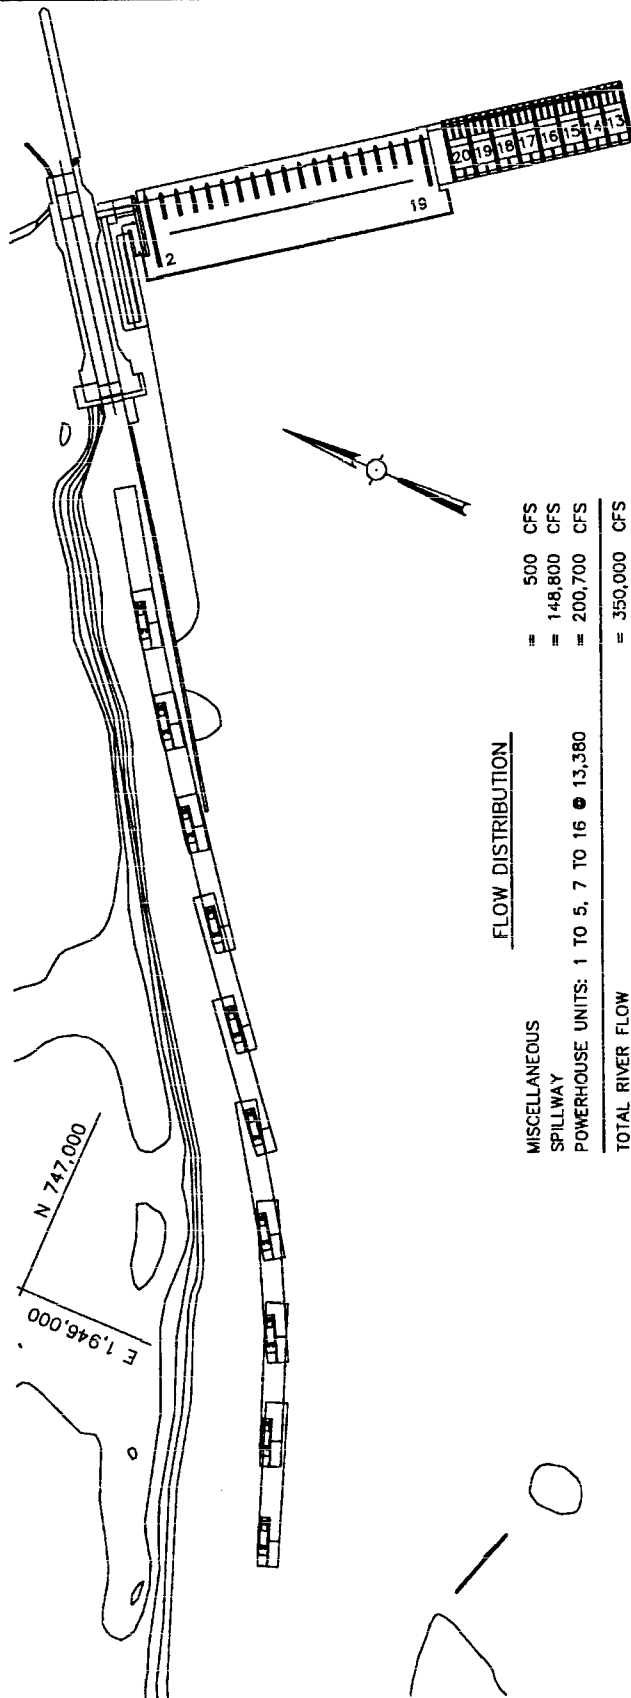 20 19 18 17 16 15 14 13
19
2
FLOW DISTRIBUTION
MISCELLANEOUS = 500 CFS
SPILLWAY = 148,800 CFS
POWERHOUSE UNITS: 1 TO 5, 7 TO 16 @ 13,380 = 200,700 CFS
TOTAL RIVER FLOW = 350,000 CFS
N 747,000
E 1,946,000